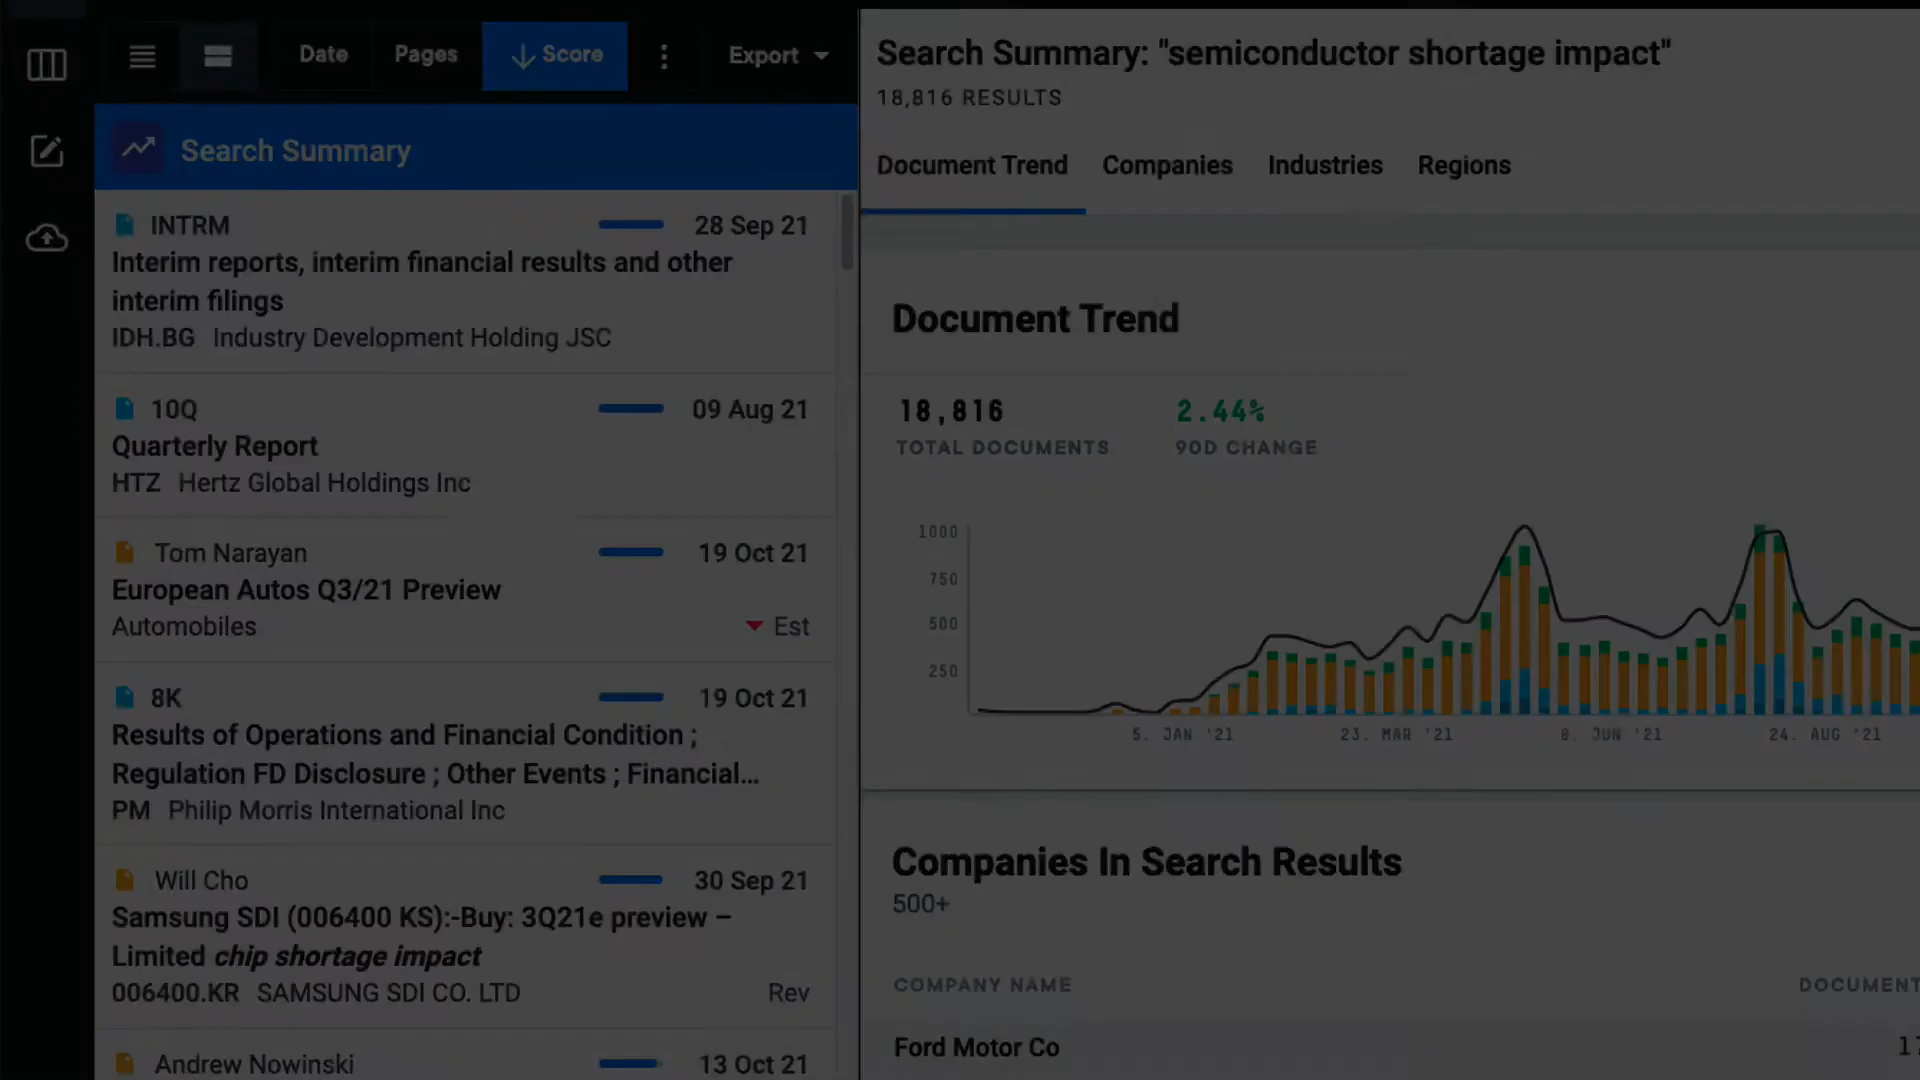 Date Pages Score Export
Search Summary
INTRM 28 Sep 21
Interim reports, interim financial results and other
interim filings
IDH.BG Industry Development Holding JSC
10Q 09 Aug 21
Quarterly Report
HTZ Hertz Global Holdings Inc
Tom Narayan 19 Oct 21
European Autos Q3/21 Preview
Automobiles Est
8K 19 Oct 21
Results of Operations and Financial Condition ;
Regulation FD Disclosure ; Other Events ; Financial...
PM Philip Morris International Inc
Will Cho 30 Sep 21
Samsung SDI (006400 KS):-Buy: 3Q21e preview –
Limited chip shortage impact
006400.KR SAMSUNG SDI CO. LTD Rev
Andrew Nowinski 13 Oct 21
Search Summary: "semiconductor shortage impact"
18,816 RESULTS
Document Trend Companies Industries Regions
Document Trend
18,816 2.44%
TOTAL DOCUMENTS 90D CHANGE
1000
750
500
250
5. JAN '21 23. MAR '21 8. JUN '21 24. AUG '21
Companies In Search Results
500+
COMPANY NAME DOCUMENT
Ford Motor Co 17